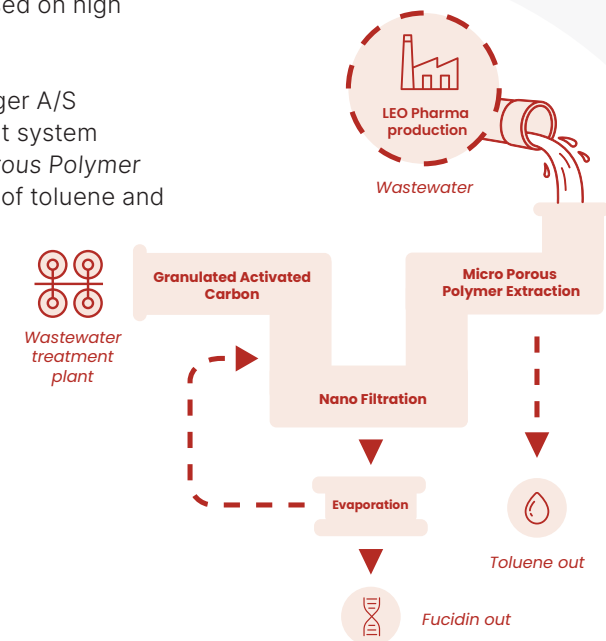 sed on high
ger A/S
t system
rous Polymer
of toluene and
LEO Pharma
production
Wastewater
Micro Porous
Polymer Extraction
Granulated Activated
Carbon
Wastewater
treatment
plant
Nano Filtration
Evaporation
Toluene out
Fucidin out